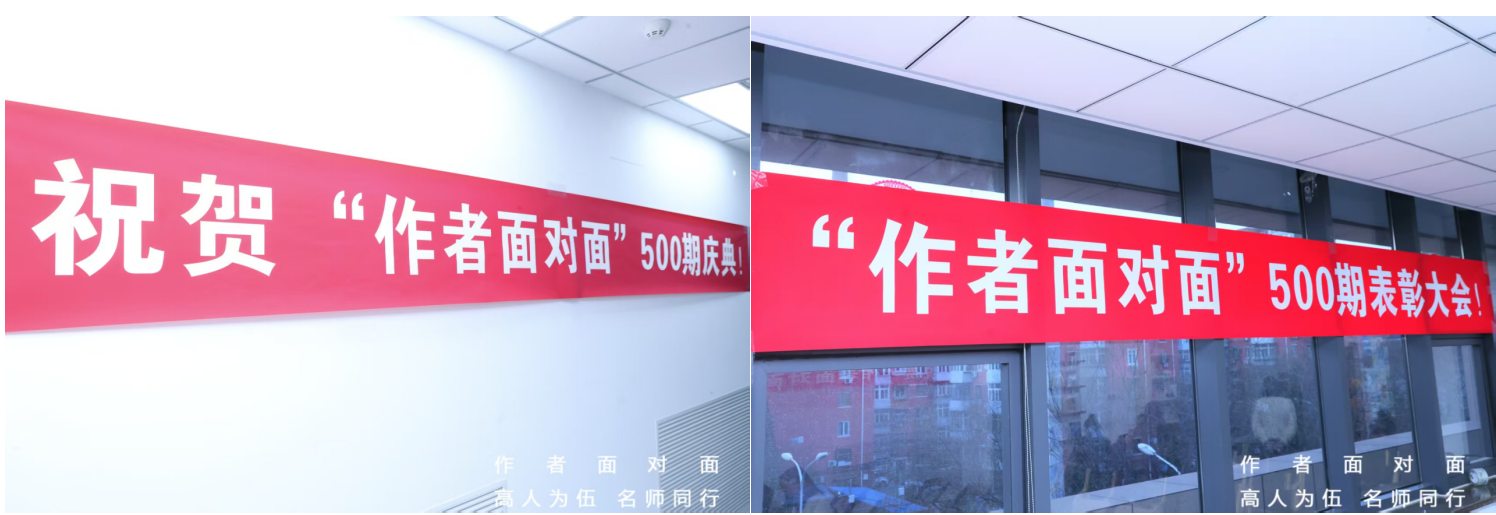 祝贺“作者面对面”500期庆典!
作者面对面
高人为伍 名师同行
“作者面对面”500期表彰大会!
作者面对面
高人为伍 名师同行